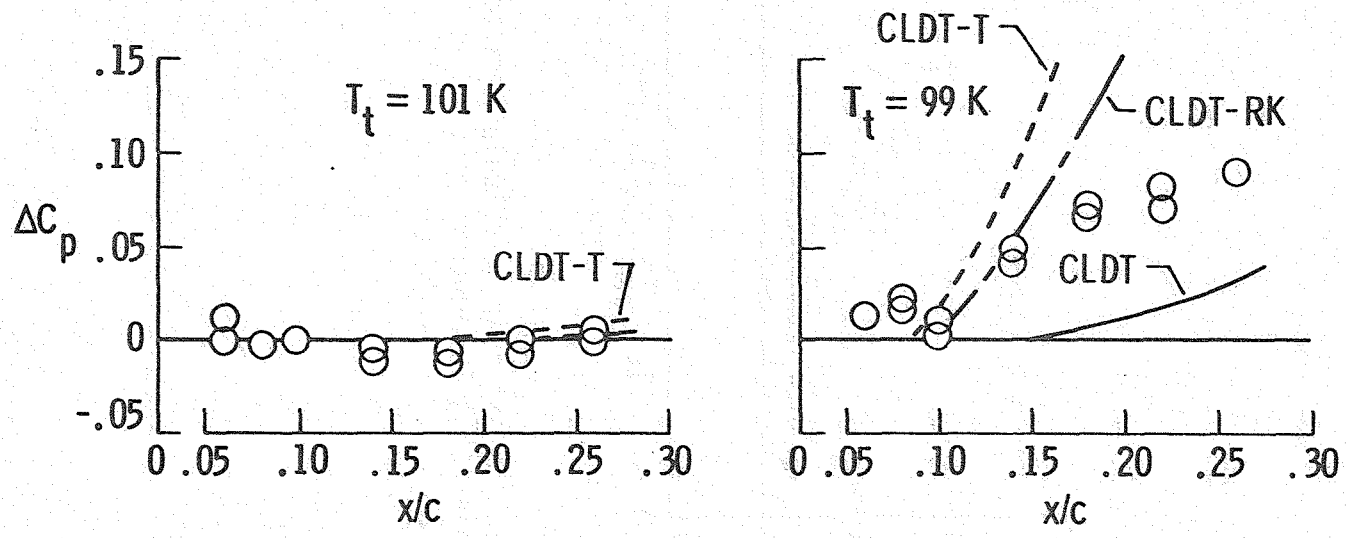 CLDT-T
.15
T_t = 101 K
T_t = 99 K
CLDT-RK
.10
ΔC_p
.05
CLDT-T
CLDT
0
-.05
0 .05 .10 .15 .20 .25 .30
0 .05 .10 .15 .20 .25 .30
x/c
x/c